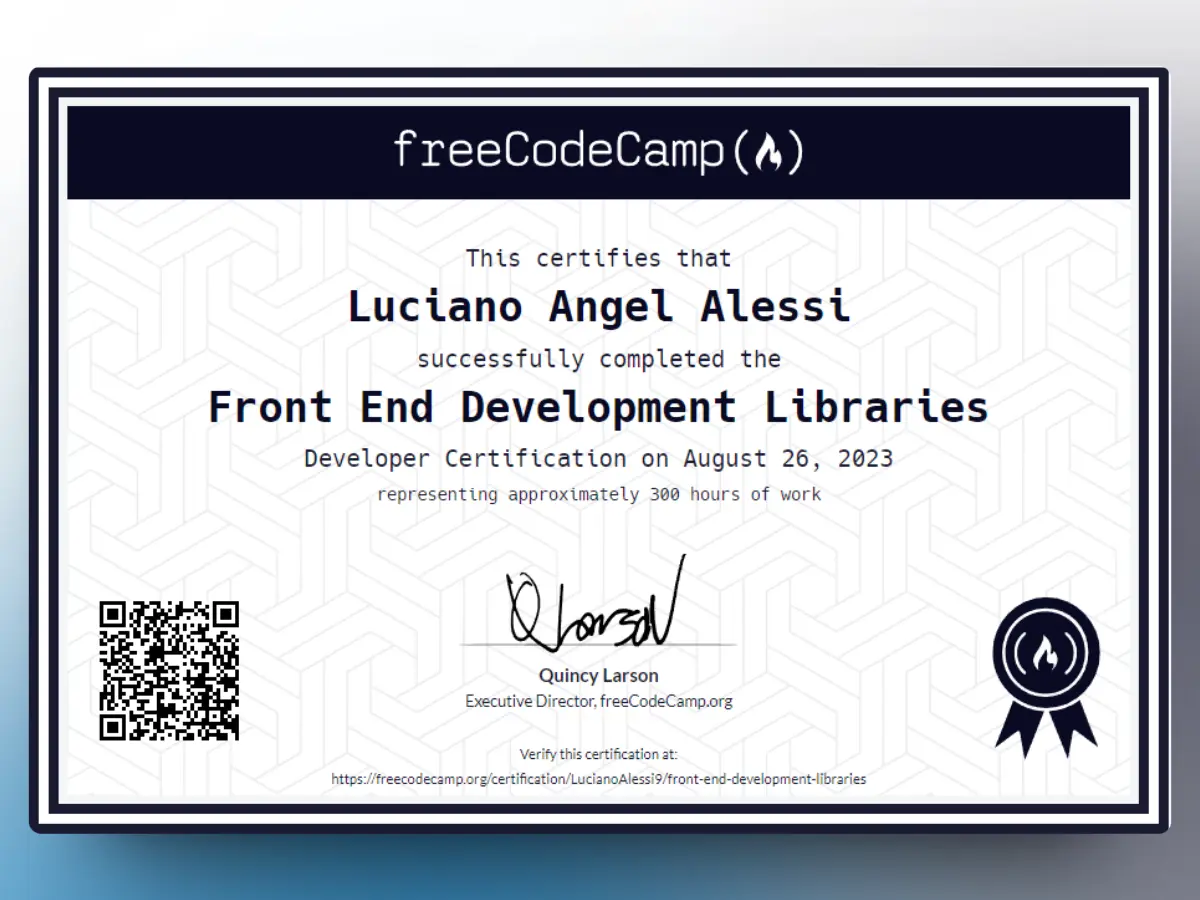 freeCodeCamp(🔥)
This certifies that
Luciano Angel Alessi
successfully completed the
Front End Development Libraries
Developer Certification on August 26, 2023
representing approximately 300 hours of work
Q Larson
Quincy Larson
Executive Director, freeCodeCamp.org
Verify this certification at:
https://freecodecamp.org/certification/LucianoAlessi9/front-end-development-libraries